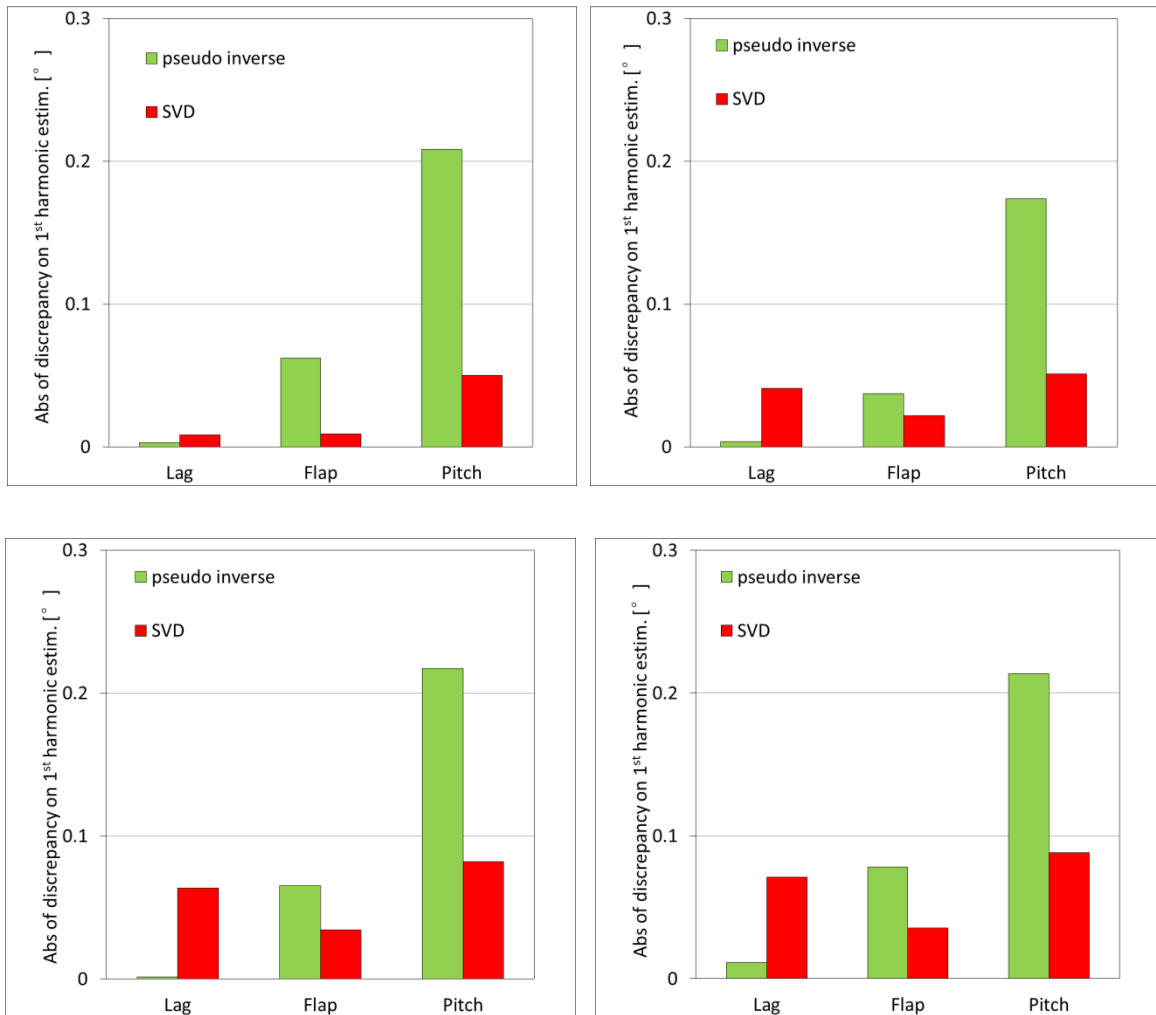 Abs of discrepancy on 1st harmonic estim. [ ° ]
0.3
0.2
0.1
0
pseudo inverse
SVD
Lag Flap Pitch
Abs of discrepancy on 1st harmonic estim. [ ° ]
0.3
0.2
0.1
0
pseudo inverse
SVD
Lag Flap Pitch
Abs of discrepancy on 1st harmonic estim. [ ° ]
0.3
0.2
0.1
0
pseudo inverse
SVD
Lag Flap Pitch
Abs of discrepancy on 1st harmonic estim. [ ° ]
0.3
0.2
0.1
0
pseudo inverse
SVD
Lag Flap Pitch